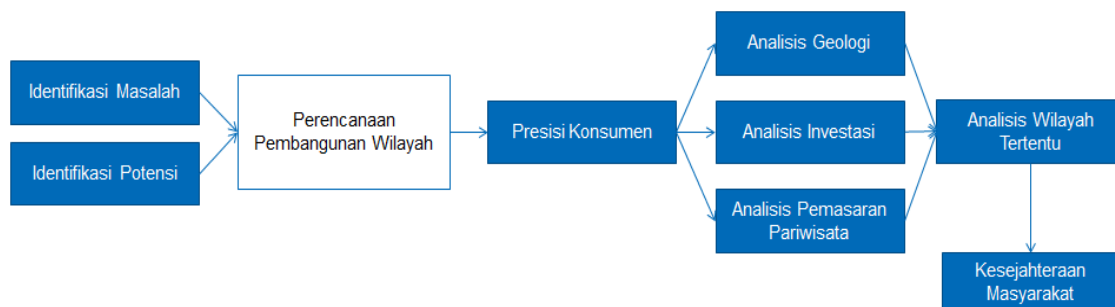 Identifikasi Masalah
Identifikasi Potensi
Perencanaan
Pembangunan Wilayah
Presisi Konsumen
Analisis Geologi
Analisis Investasi
Analisis Pemasaran
Pariwisata
Analisis Wilayah
Tertentu
Kesejahteraan
Masyarakat